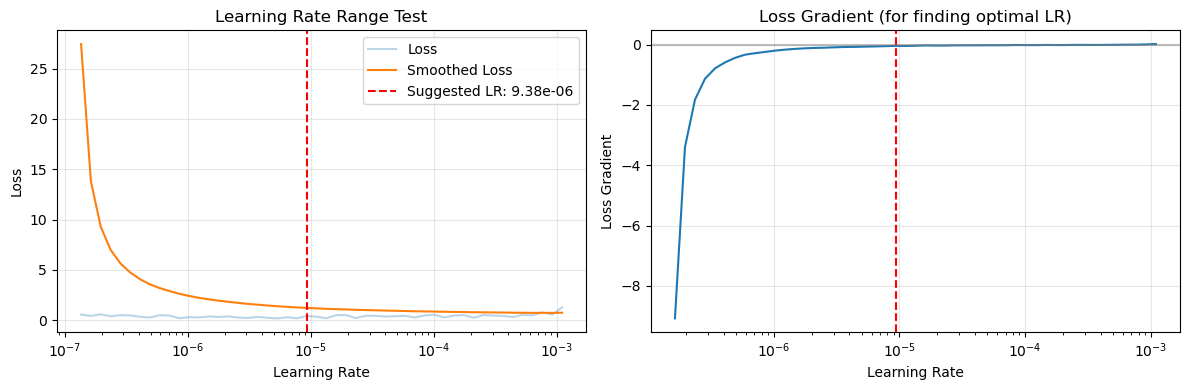 Learning Rate Range Test
Loss
25
20
15
10
5
0
Loss
Smoothed Loss
Suggested LR: 9.38e-06
10⁻⁷
10⁻⁶
10⁻⁵
10⁻⁴
10⁻³
Learning Rate
Loss Gradient (for finding optimal LR)
Loss Gradient
0
−2
−4
−6
−8
10⁻⁶
10⁻⁵
10⁻⁴
10⁻³
Learning Rate